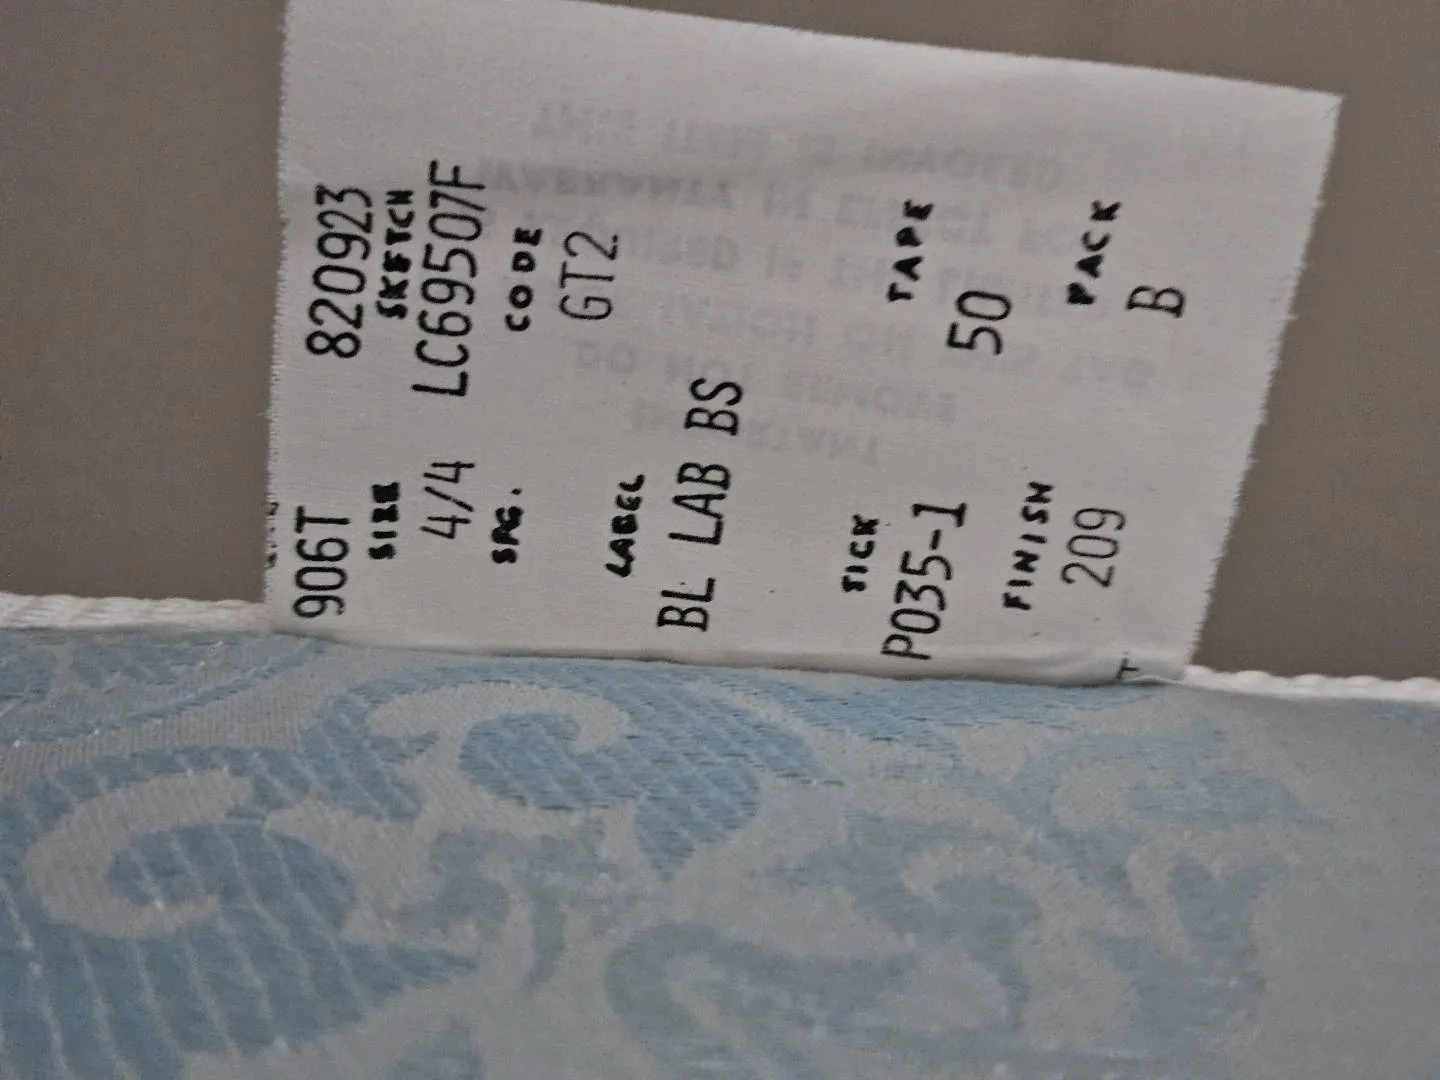 906T 820923
SIZE SKETCH
4/4 LC69507F
SPG. CODE
GT2
LABEL
BL LAB BS
TICK TAPE
P035-1 50
FINISH PACK
209 B
T